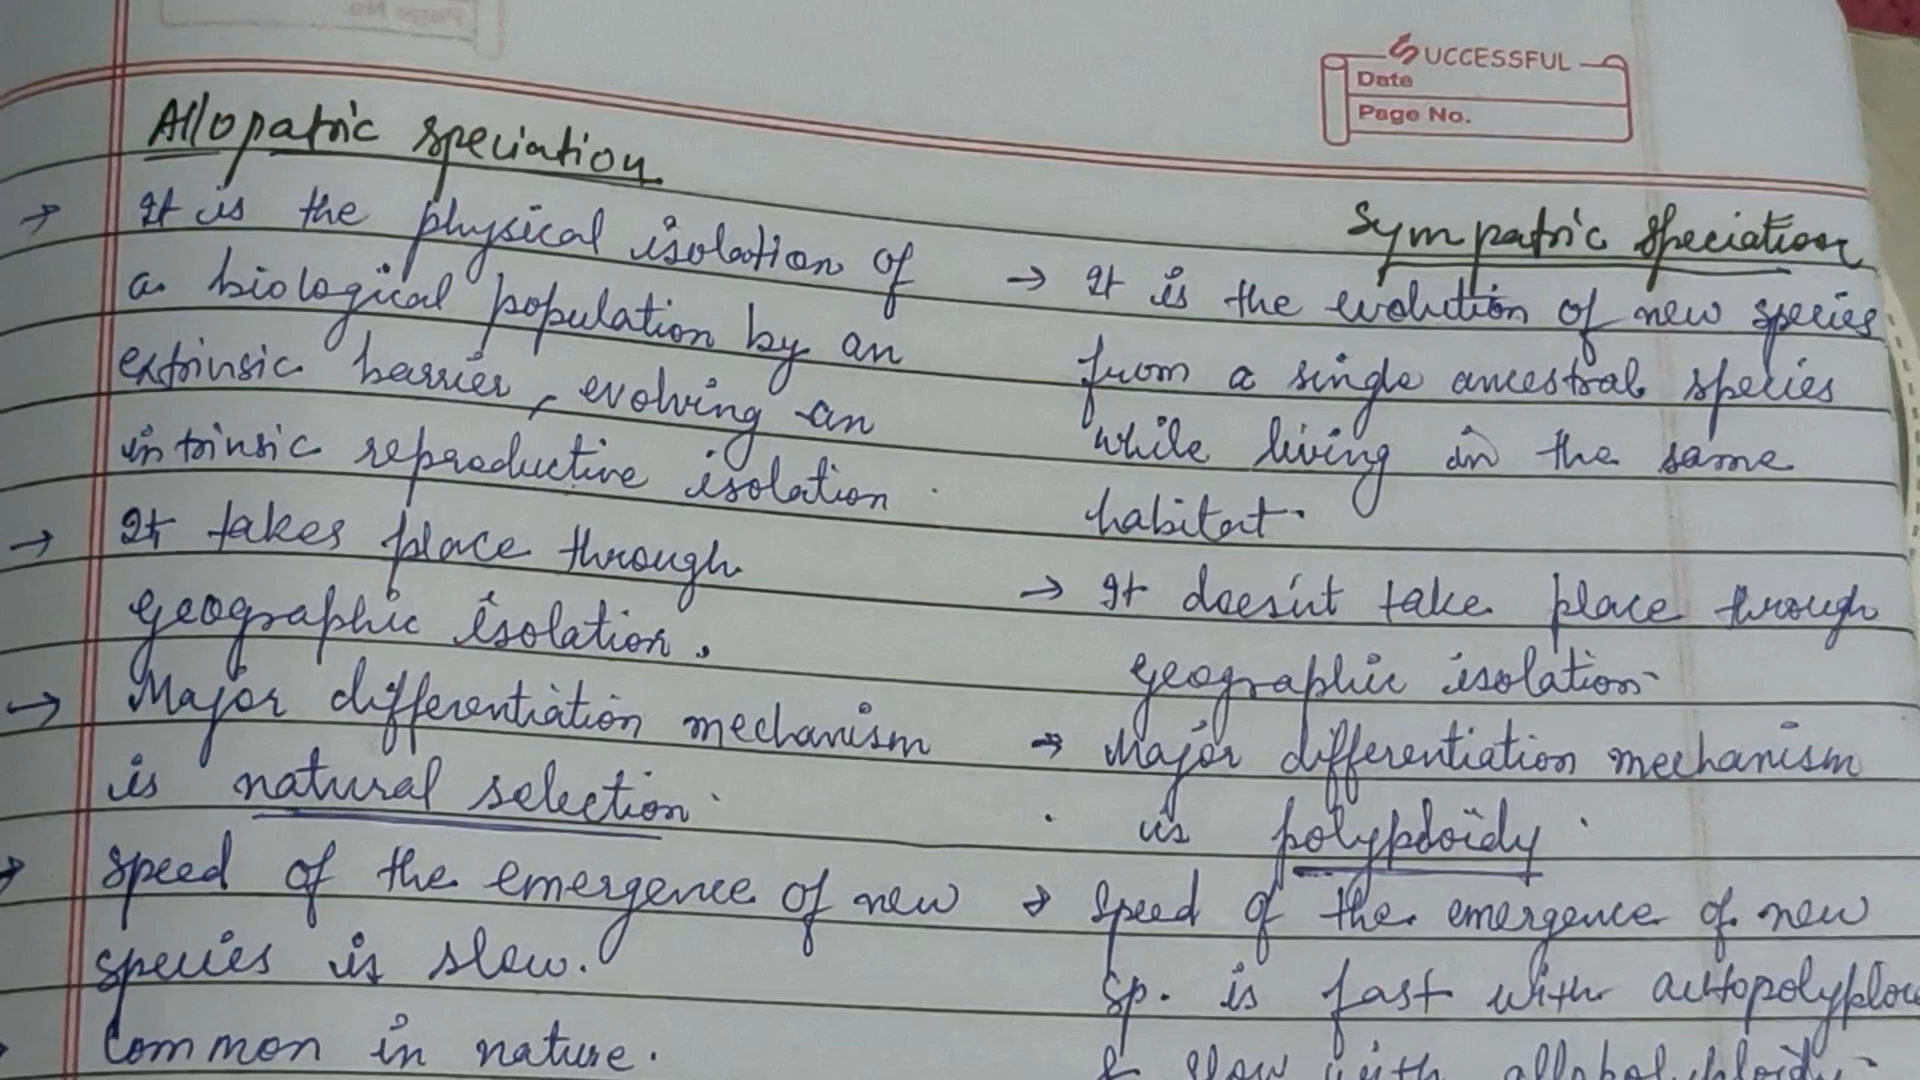 SUCCESSFUL
Date
Page No.
Allopatric speciation
→ It is the physical isolation of
a biological population by an
extrinsic barrier, evolving an
intrinsic reproductive isolation.
→ It takes place through
geographic isolation.
→ Major differentiation mechanism
is natural selection.
→ Speed of the emergence of new
species is slow.
Common in nature.
Sympatric speciation
→ It is the evolution of new species
from a single ancestral species
while living in the same
habitat.
→ It doesn't take place through
geographic isolation
→ Major differentiation mechanism
is polyploidy.
→ Speed of the emergence of new
sp. is fast with
& slow with allopolyploidy.